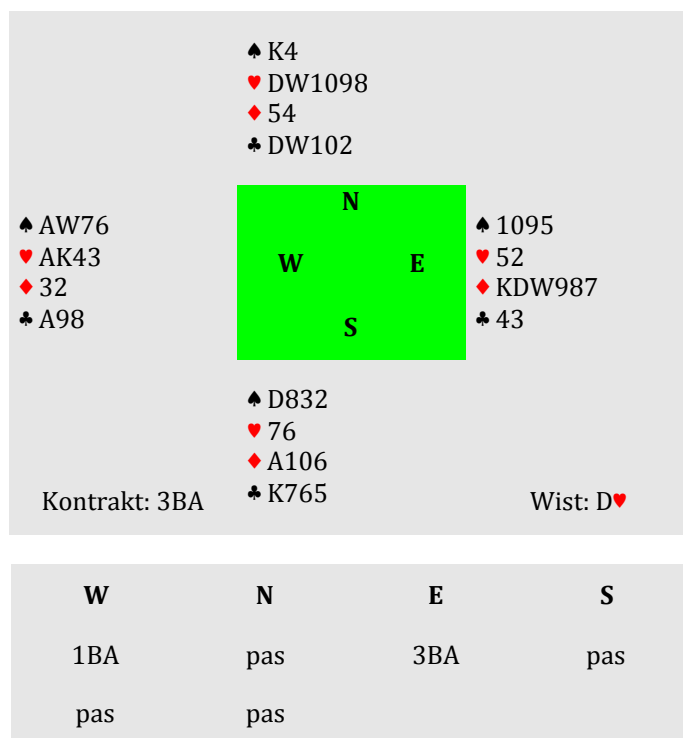 ♠ K4
♥ DW1098
♦ 54
♣ DW102
N
♠ AW76
♠ 1095
♥ AK43
♥ 52
W E
♦ 32
♦ KDW987
♣ A98
♣ 43
S
♠ D832
♥ 76
♦ A106
Kontrakt: 3BA
♣ K765
Wist: D♥
W N E S
1BA pas 3BA pas
pas pas